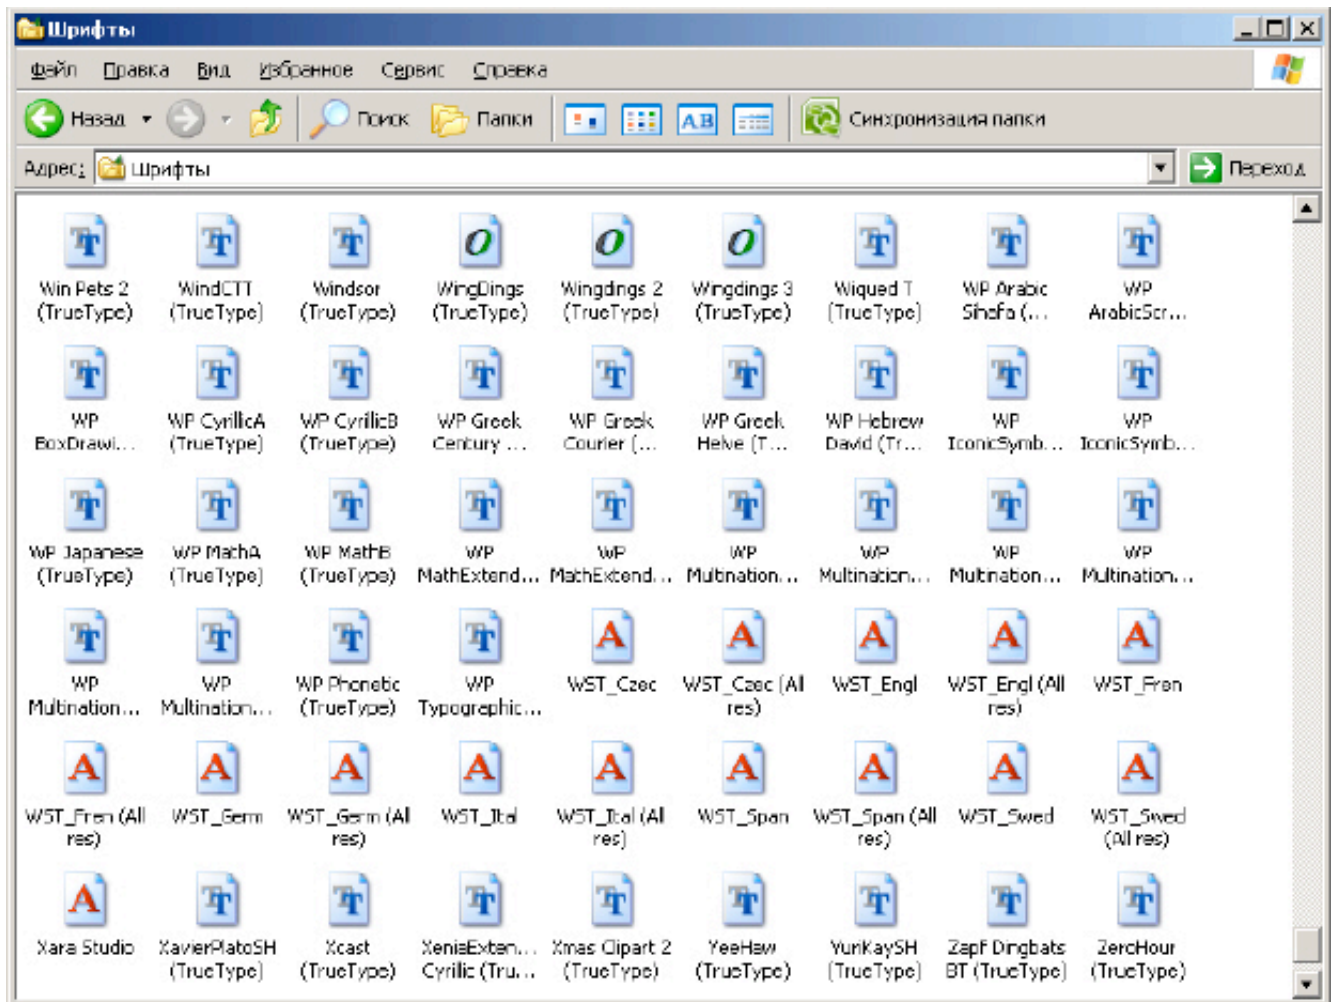 Шрифты
Файл Правка Вид Избранное Сервис Справка
Назад Поиск Папки AB Синхронизация папки
Адрес: Шрифты Переход
Win Pets 2 WindCTT Windsor WingDings Wingdings 2 Wingdings 3 Wiqued T WP Arabic WP
(TrueType) (TrueType) (TrueType) (TrueType) (TrueType) (TrueType) (TrueType) Sihafa (... ArabicScr...
WP WP CyrillicA WP CyrillicB WP Greek WP Greek WP Greek WP Hebrew WP WP
BoxDrawi... (TrueType) (TrueType) Century ... Courier (... Helve (T... David (Tr... IconicSymb... IconicSymb...
WP Japanese WP MathA WP MathB WP WP WP WP WP WP
(TrueType) (TrueType) (TrueType) MathExtend... MathExtend... Multination... Multination... Multination... Multination...
WP WP WP Phonetic WP WST_Czec WST_Czec (All WST_Engl WST_Engl (All WST_Fren
Multination... Multination... (TrueType) Typographic... res) res)
WST_Fren (All WST_Germ WST_Germ (All WST_Ital WST_Ital (All WST_Span WST_Span (All WST_Swed WST_Swed
res) res) res) res) (All res)
Xara Studio XavierPlatoSH Xcast XeniaExten... Xmas Clipart 2 YeeHaw YuriKaySH Zapf Dingbats ZeroHour
(TrueType) (TrueType) Cyrillic (Tru... (TrueType) (TrueType) (TrueType) BT (TrueType) (TrueType)